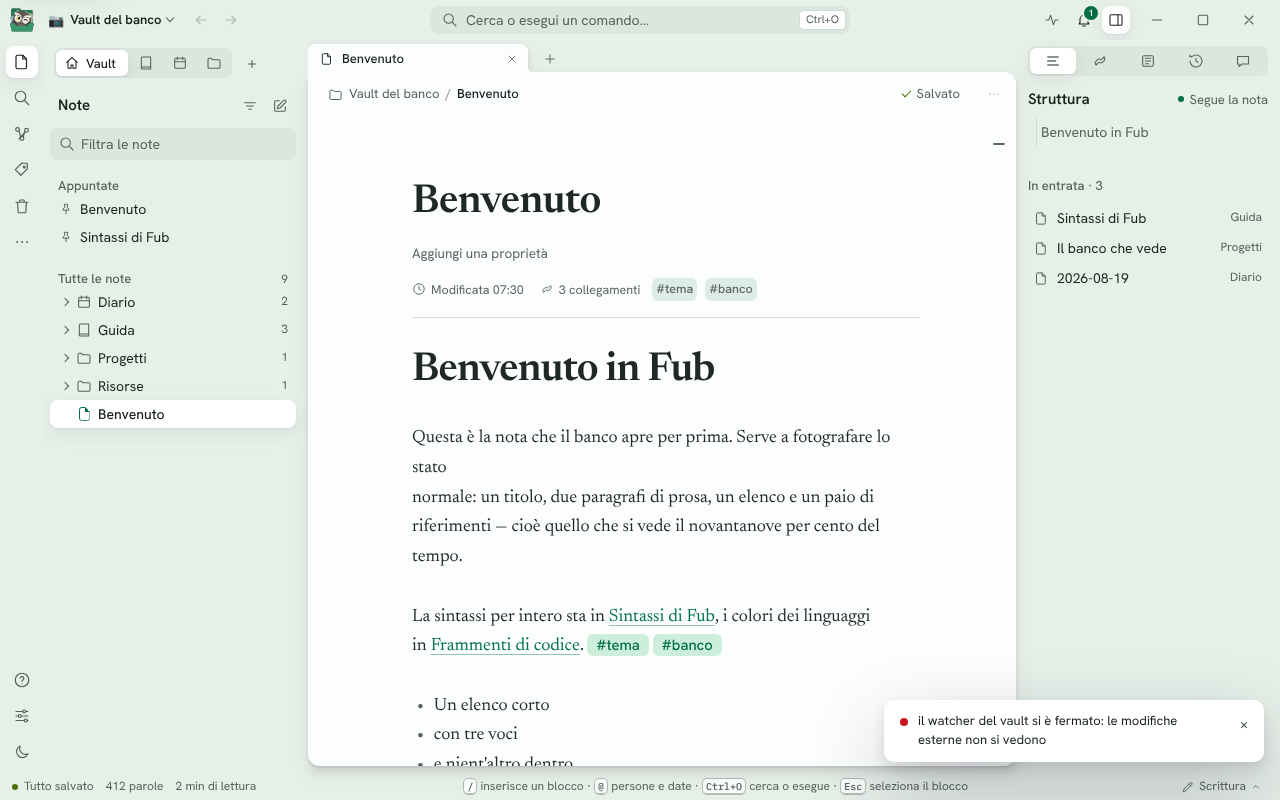 Vault del banco
Cerca o esegui un comando...
Ctrl+O
1
Vault
Note
Filtra le note
Appuntate
Benvenuto
Sintassi di Fub
Tutte le note 9
Diario 2
Guida 3
Progetti 1
Risorse 1
Benvenuto
Benvenuto
Vault del banco / Benvenuto
Salvato
Benvenuto
Aggiungi una proprietà
Modificata 07:30 3 collegamenti #tema #banco
Benvenuto in Fub
Questa è la nota che il banco apre per prima. Serve a fotografare lo
stato
normale: un titolo, due paragrafi di prosa, un elenco e un paio di
riferimenti — cioè quello che si vede il novantanove per cento del
tempo.
La sintassi per intero sta in Sintassi di Fub, i colori dei linguaggi
in Frammenti di codice. #tema #banco
• Un elenco corto
• con tre voci
• e nient'altro dentro
Struttura
Segue la nota
Benvenuto in Fub
In entrata · 3
Sintassi di Fub Guida
Il banco che vede Progetti
2026-08-19 Diario
il watcher del vault si è fermato: le modifiche
esterne non si vedono
Tutto salvato 412 parole 2 min di lettura
/ inserisce un blocco · @ persone e date · Ctrl+O cerca o esegue · Esc seleziona il blocco
Scrittura